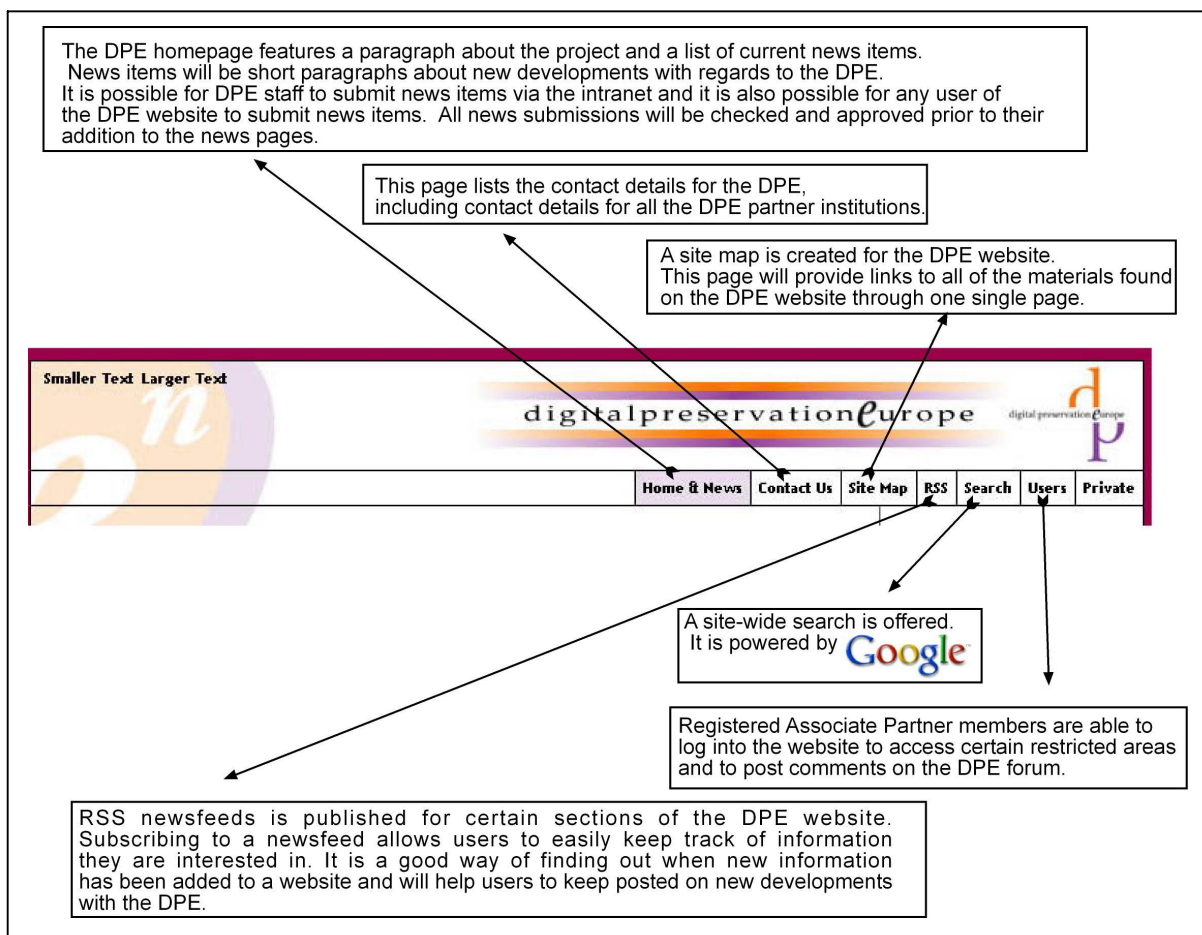 The DPE homepage features a paragraph about the project and a list of current news items.
News items will be short paragraphs about new developments with regards to the DPE.
It is possible for DPE staff to submit news items via the intranet and it is also possible for any user of
the DPE website to submit news items.  All news submissions will be checked and approved prior to their
addition to the news pages.
This page lists the contact details for the DPE,
including contact details for all the DPE partner institutions.
A site map is created for the DPE website.
This page will provide links to all of the materials found
on the DPE website through one single page.
Smaller Text Larger Text
n
digitalpreservationeurope
d
digital preservation europe
p
Home & News Contact Us Site Map RSS Search Users Private
A site-wide search is offered.
It is powered by Google
Registered Associate Partner members are able to
log into the website to access certain restricted areas
and to post comments on the DPE forum.
RSS newsfeeds is published for certain sections of the DPE website.
Subscribing to a newsfeed allows users to easily keep track of information
they are interested in. It is a good way of finding out when new information
has been added to a website and will help users to keep posted on new developments
with the DPE.